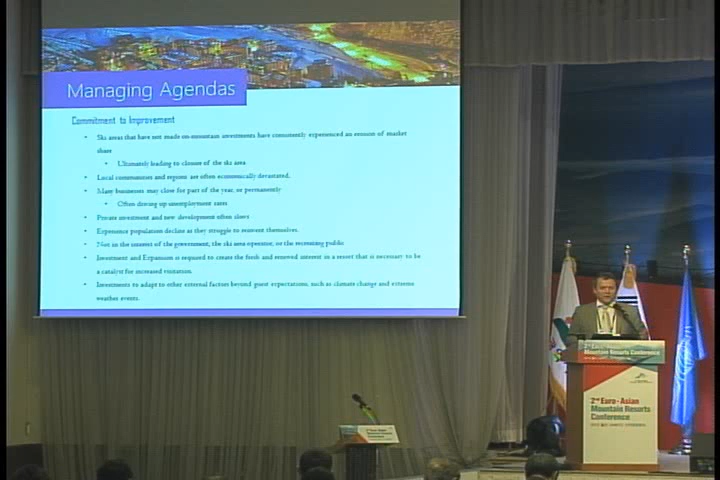 Managing Agendas
Commitment to Improvement
• Ski areas that have not made on-mountain investments have consistently experienced an erosion of market
share
• Ultimately leading to closure of the ski area
• Local communities and regions are often economically devastated.
• Many businesses may close for part of the year, or permanently
• Often driving up unemployment rates
• Private investment and new development often slows
• Experience population decline as they struggle to reinvent themselves.
• Not in the interest of the government, the ski area operator, or the recreating public
• Investment and Expansion is required to create the fresh and renewed interest in a resort that is necessary to be
a catalyst for increased visitation.
• Investments to adapt to other external factors beyond guest expectations, such as climate change and extreme
weather events.
2nd Euro-Asian
Mountain Resorts Conference
2nd Euro-Asian
Mountain Resorts
Conference